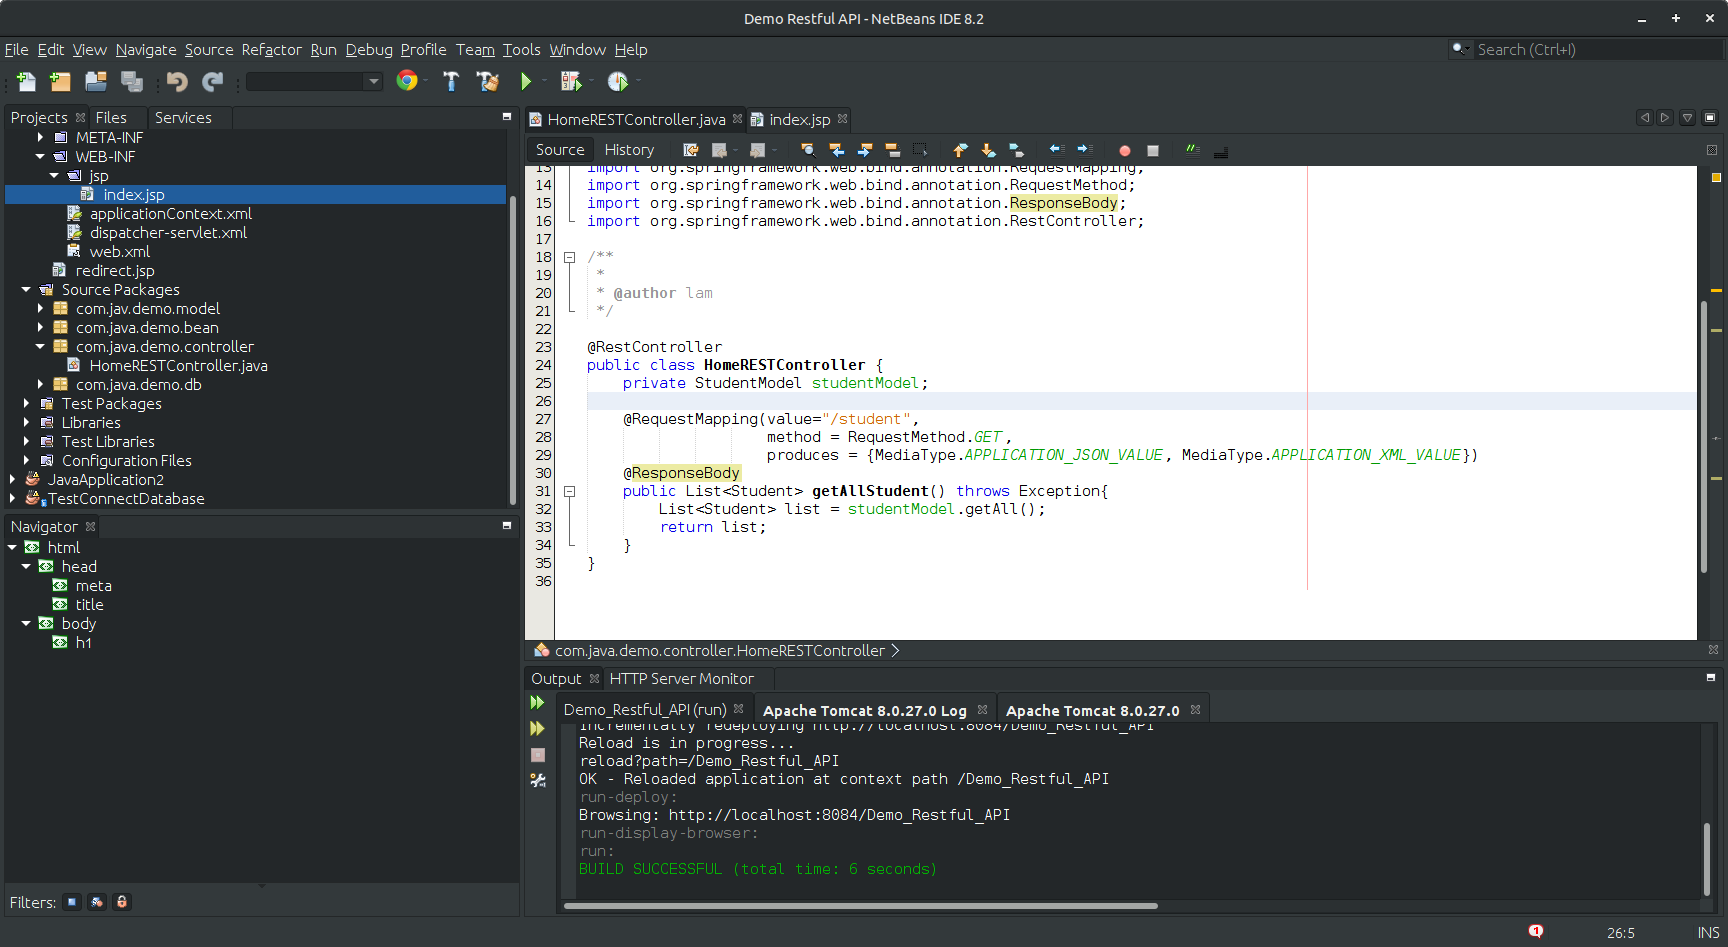 Demo Restful API - NetBeans IDE 8.2
File Edit View Navigate Source Refactor Run Debug Profile Team Tools Window Help
Search (Ctrl+I)
Projects Files Services
META-INF
WEB-INF
jsp
index.jsp
applicationContext.xml
dispatcher-servlet.xml
web.xml
redirect.jsp
Source Packages
com.jav.demo.model
com.java.demo.bean
com.java.demo.controller
HomeRESTController.java
com.java.demo.db
Test Packages
Libraries
Test Libraries
Configuration Files
JavaApplication2
TestConnectDatabase
Navigator
html
head
meta
title
body
h1
Filters:
HomeRESTController.java index.jsp
Source History
13 import org.springframework.web.bind.annotation.RequestMapping;
14 import org.springframework.web.bind.annotation.RequestMethod;
15 import org.springframework.web.bind.annotation.ResponseBody;
16 import org.springframework.web.bind.annotation.RestController;
17
18 /**
19 *
20 * @author lam
21 */
22
23 @RestController
24 public class HomeRESTController {
25 private StudentModel studentModel;
26
27 @RequestMapping(value="/student",
28 method = RequestMethod.GET,
29 produces = {MediaType.APPLICATION_JSON_VALUE, MediaType.APPLICATION_XML_VALUE})
30 @ResponseBody
31 public List<Student> getAllStudent() throws Exception{
32 List<Student> list = studentModel.getAll();
33 return list;
34 }
35 }
36
com.java.demo.controller.HomeRESTController
Output HTTP Server Monitor
Demo_Restful_API (run) Apache Tomcat 8.0.27.0 Log Apache Tomcat 8.0.27.0
Incrementally redeploying http://localhost:8084/Demo_Restful_API
Reload is in progress...
reload?path=/Demo_Restful_API
OK - Reloaded application at context path /Demo_Restful_API
run-deploy:
Browsing: http://localhost:8084/Demo_Restful_API
run-display-browser:
run:
BUILD SUCCESSFUL (total time: 6 seconds)
1 26:5 INS